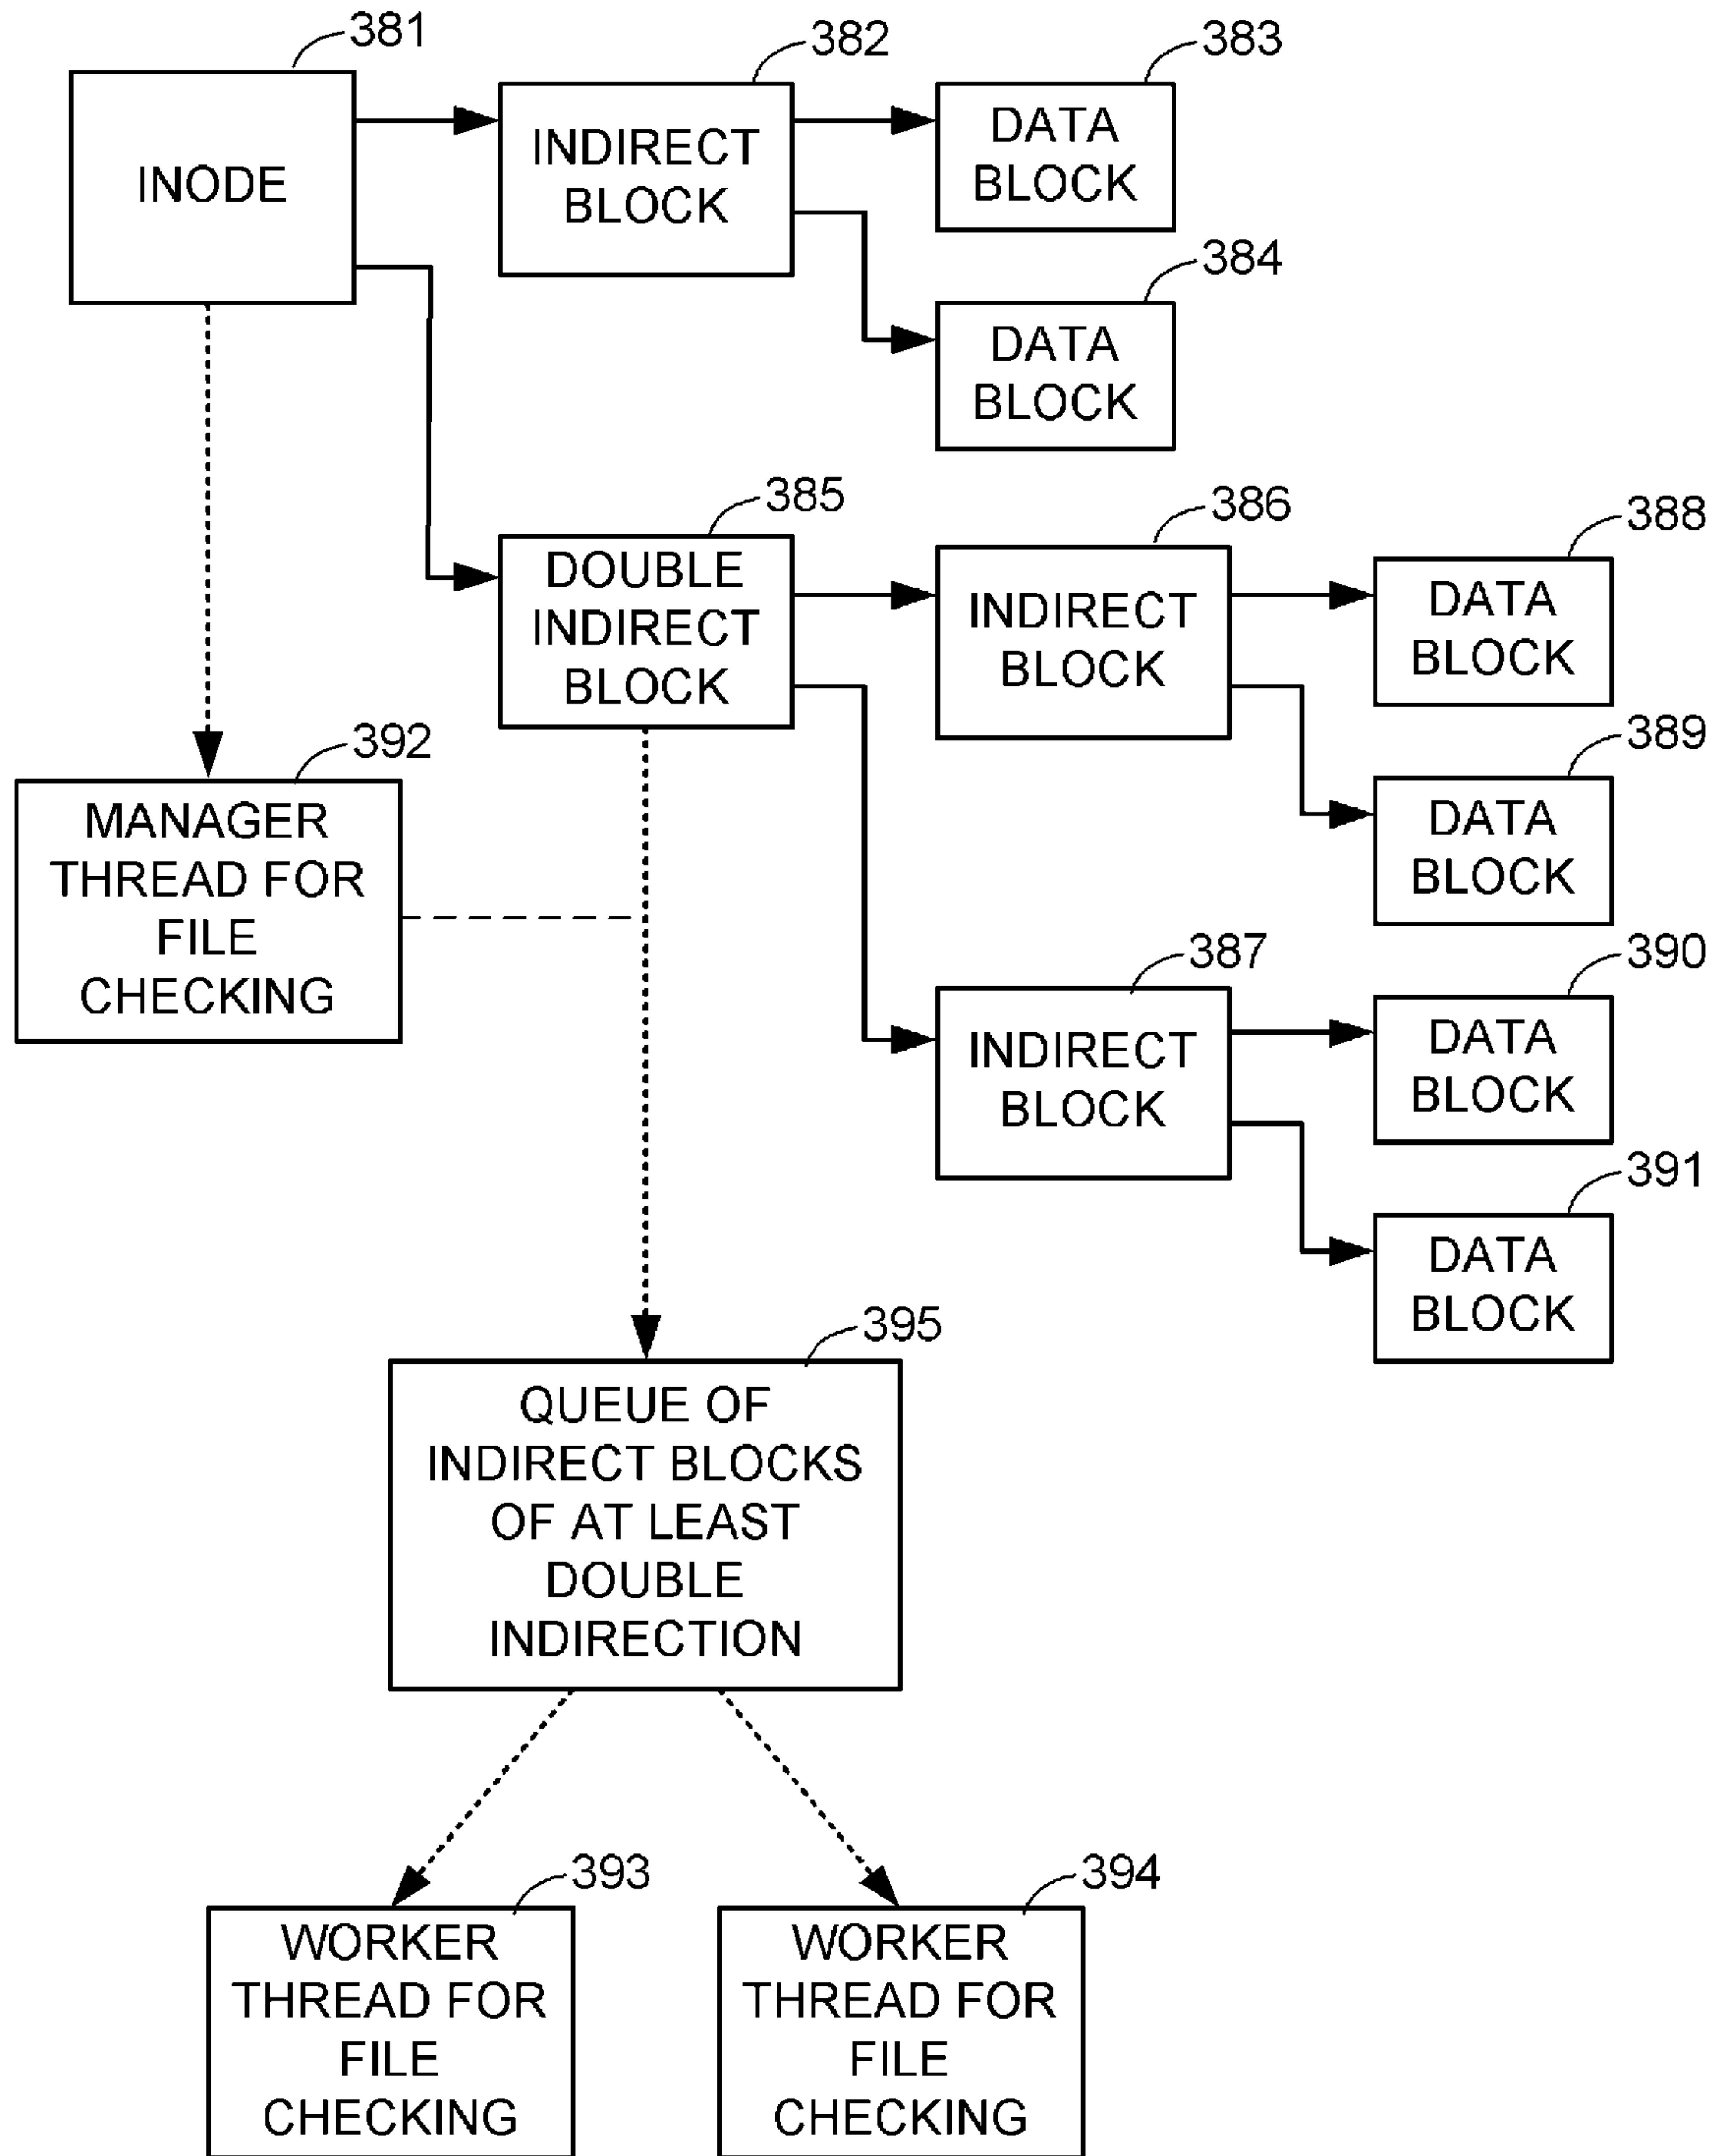 381
382
383
INODE
INDIRECT
BLOCK
DATA
BLOCK
384
DATA
BLOCK
385
386
388
DOUBLE
INDIRECT
BLOCK
INDIRECT
BLOCK
DATA
BLOCK
389
DATA
BLOCK
392
MANAGER
THREAD FOR
FILE
CHECKING
387
390
INDIRECT
BLOCK
DATA
BLOCK
391
DATA
BLOCK
395
QUEUE OF
INDIRECT BLOCKS
OF AT LEAST
DOUBLE
INDIRECTION
393
394
WORKER
THREAD FOR
FILE
CHECKING
WORKER
THREAD FOR
FILE
CHECKING